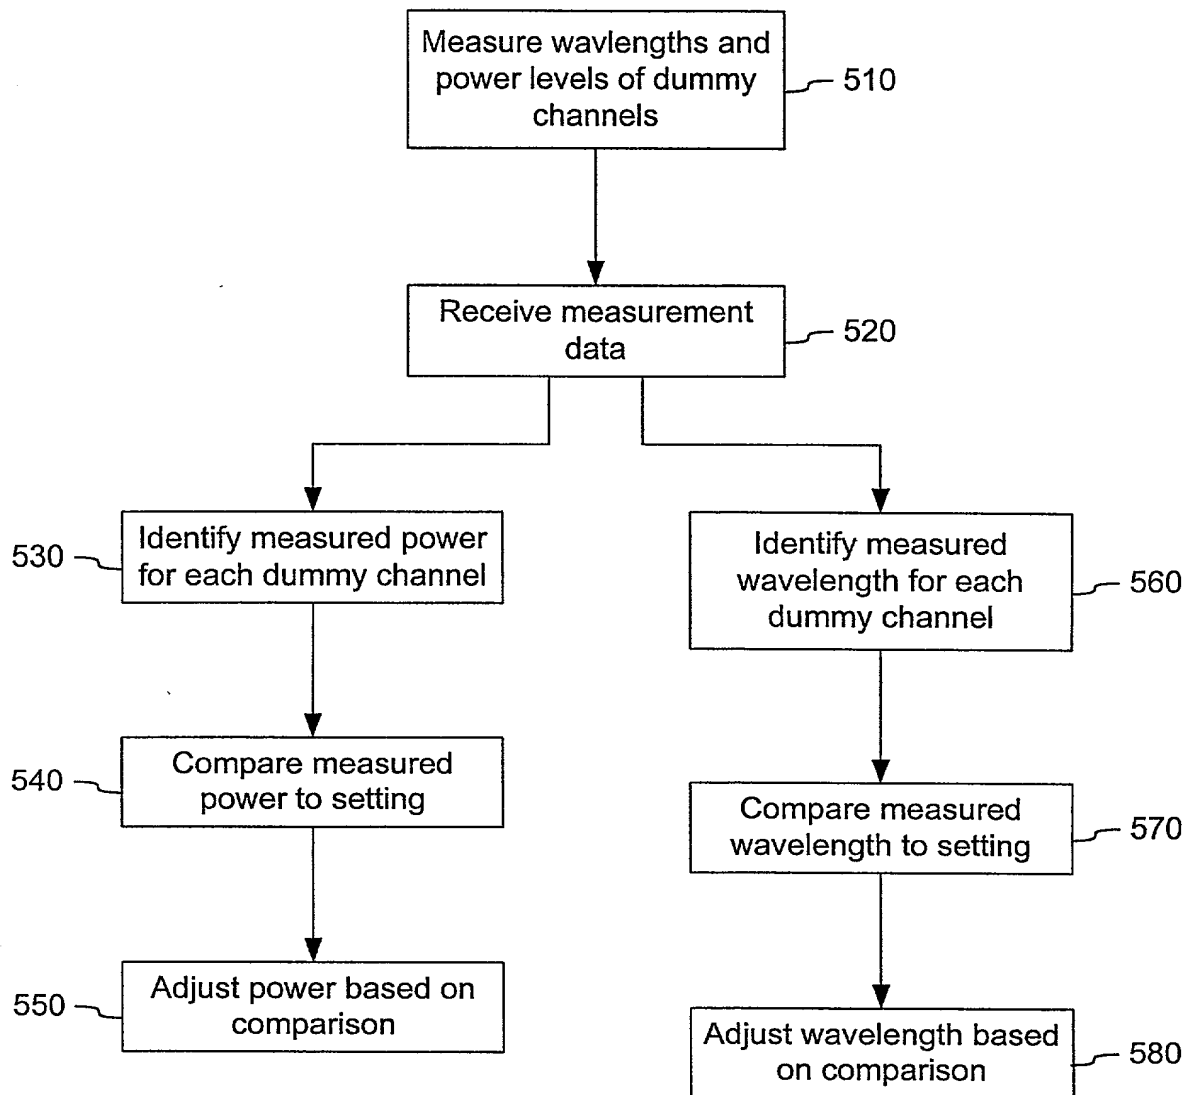 Measure wavlengths and
power levels of dummy
channels
510
Receive measurement
data
520
Identify measured power
for each dummy channel
530
Compare measured
power to setting
540
Adjust power based on
comparison
550
Identify measured
wavelength for each
dummy channel
560
Compare measured
wavelength to setting
570
Adjust wavelength based
on comparison
580